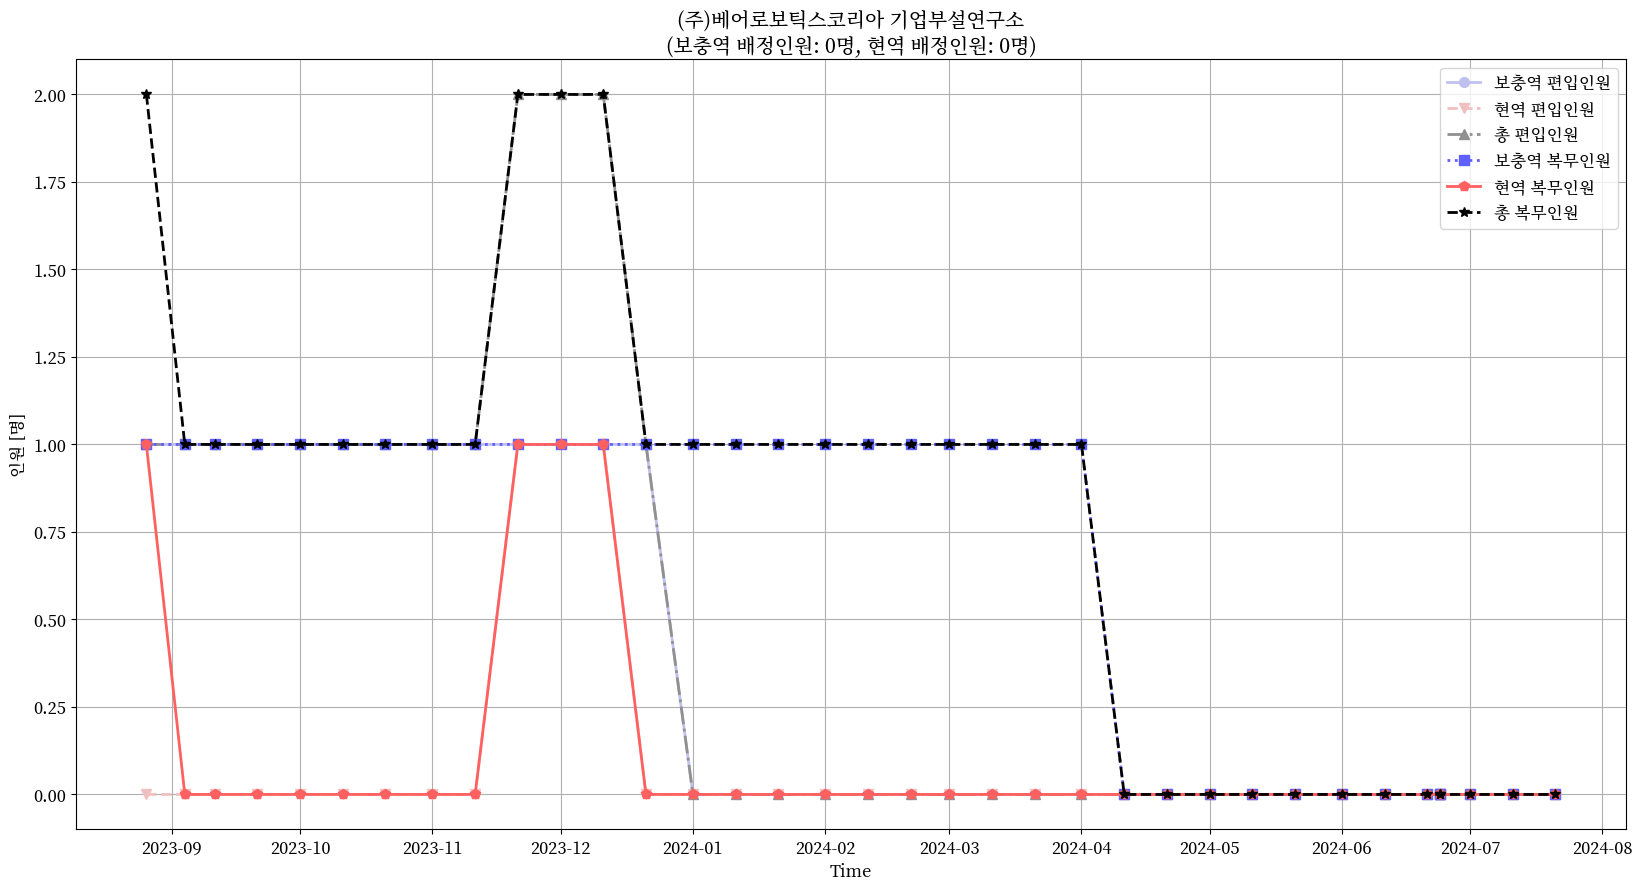 (주)베어로보틱스코리아 기업부설연구소
(보충역 배정인원: 0명, 현역 배정인원: 0명)
보충역 편입인원
현역 편입인원
총 편입인원
보충역 복무인원
현역 복무인원
총 복무인원
인원 [명]
2.00
1.75
1.50
1.25
1.00
0.75
0.50
0.25
0.00
2023-09 2023-10 2023-11 2023-12 2024-01 2024-02 2024-03 2024-04 2024-05 2024-06 2024-07 2024-08
Time